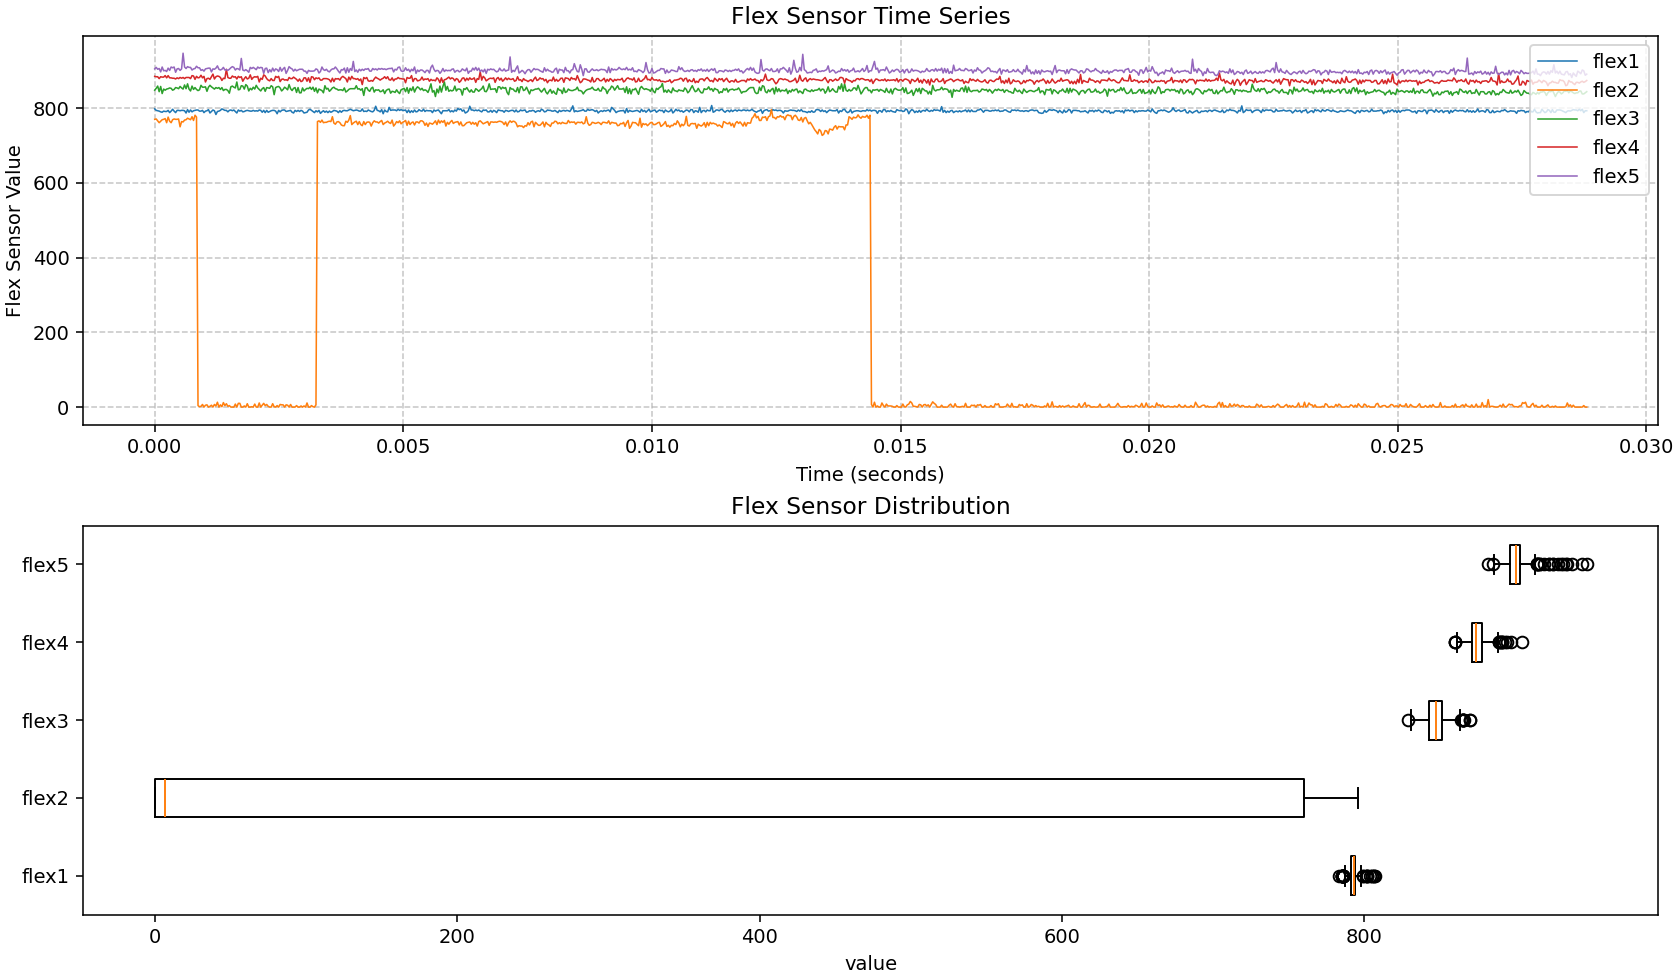 Flex Sensor Time Series
Flex Sensor Value
800
600
400
200
0
flex1
flex2
flex3
flex4
flex5
0.000 0.005 0.010 0.015 0.020 0.025 0.030
Time (seconds)
Flex Sensor Distribution
flex5
flex4
flex3
flex2
flex1
0 200 400 600 800
value